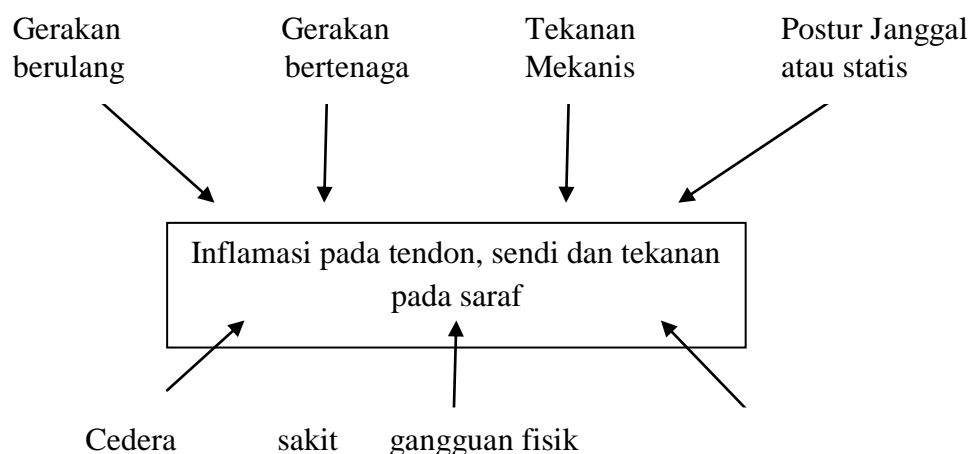 Gerakan berulang
Gerakan bertenaga
Tekanan Mekanis
Postur Janggal atau statis
Inflamasi pada tendon, sendi dan tekanan
pada saraf
Cedera sakit gangguan fisik